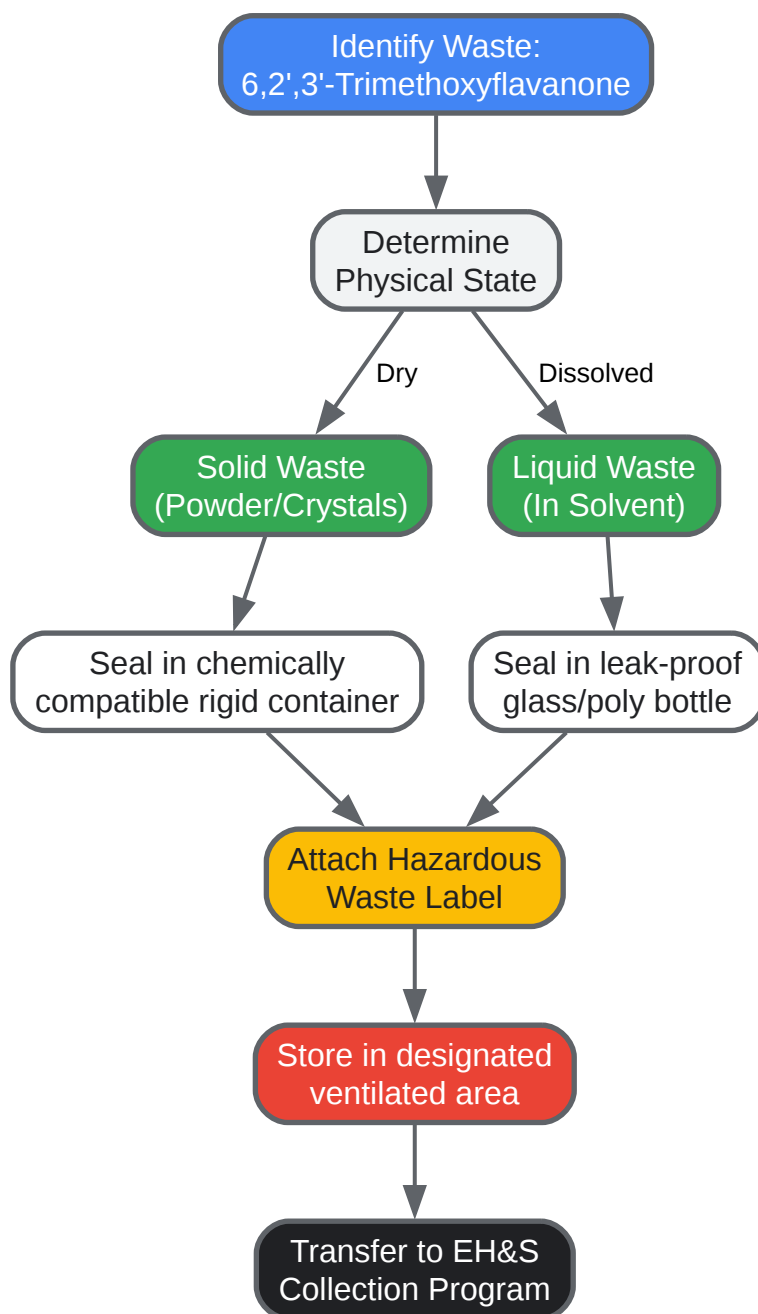 Identify Waste:
6,2',3'-Trimethoxyflavanone
Determine
Physical State
Dry
Dissolved
Solid Waste
(Powder/Crystals)
Liquid Waste
(In Solvent)
Seal in chemically
compatible rigid container
Seal in leak-proof
glass/poly bottle
Attach Hazardous
Waste Label
Store in designated
ventilated area
Transfer to EH&S
Collection Program